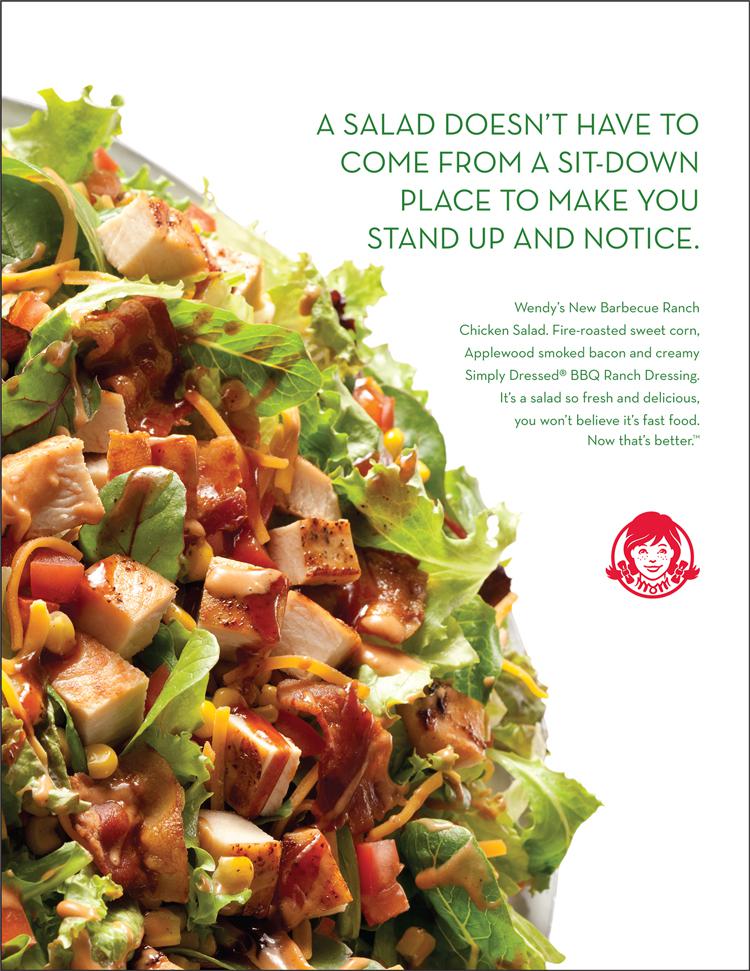 A SALAD DOESN'T HAVE TO
COME FROM A SIT-DOWN
PLACE TO MAKE YOU
STAND UP AND NOTICE.
Wendy's New Barbecue Ranch
Chicken Salad. Fire-roasted sweet corn,
Applewood smoked bacon and creamy
Simply Dressed® BBQ Ranch Dressing.
It's a salad so fresh and delicious,
you won't believe it's fast food.
Now that's better.™